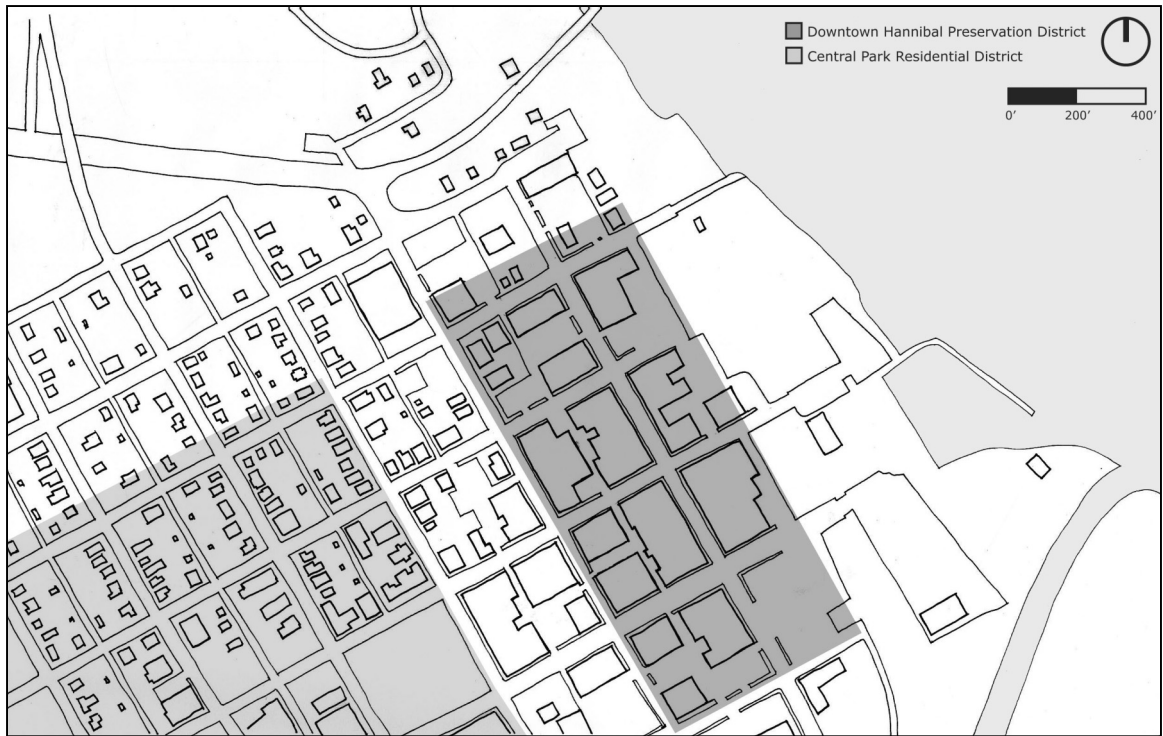 Downtown Hannibal Preservation District
Central Park Residential District
0' 200' 400'